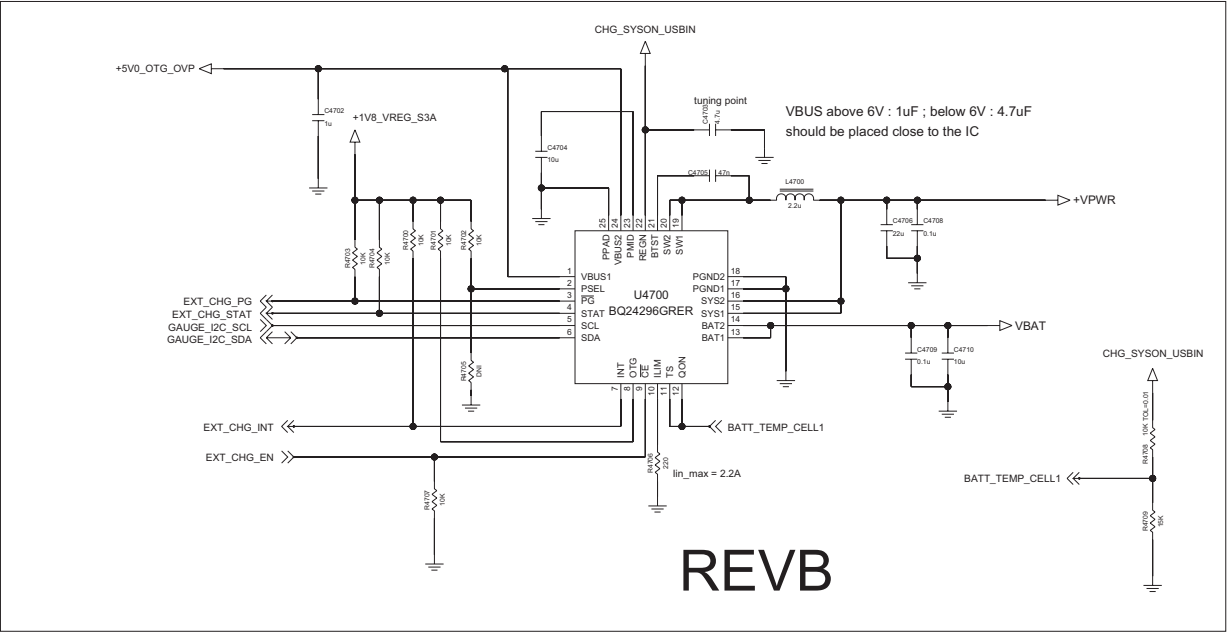 CHG_SYSON_USBIN
+5V0_OTG_OVP
C4702
1u
+1V8_VREG_S3A
C4704
10u
tuning point
C4703
4.7u
VBUS above 6V : 1uF ; below 6V : 4.7uF
should be placed close to the IC
C4705
47n
L4700
2.2u
+VPWR
C4706
22u
C4708
0.1u
R4703
10K
R4704
10K
R4700
10K
R4701
10K
R4702
10K
25
24
23
22
21
20
19
PPAD
VBUS2
PMID
REGN
BTST
SW2
SW1
1
VBUS1
2
PSEL
3
PG
4
STAT
5
SCL
6
SDA
U4700
BQ24296GRER
PGND2
18
PGND1
17
SYS2
16
SYS1
15
BAT2
14
BAT1
13
EXT_CHG_PG
EXT_CHG_STAT
GAUGE_I2C_SCL
GAUGE_I2C_SDA
VBAT
C4709
0.1u
C4710
10u
R4705
DNI
INT
OTG
CE
ILIM
TS
QON
7
8
9
10
11
12
EXT_CHG_INT
BATT_TEMP_CELL1
EXT_CHG_EN
R4706
220
Iin_max = 2.2A
R4707
10K
CHG_SYSON_USBIN
R4708
10K TOL=0.01
BATT_TEMP_CELL1
R4709
15K
REVB